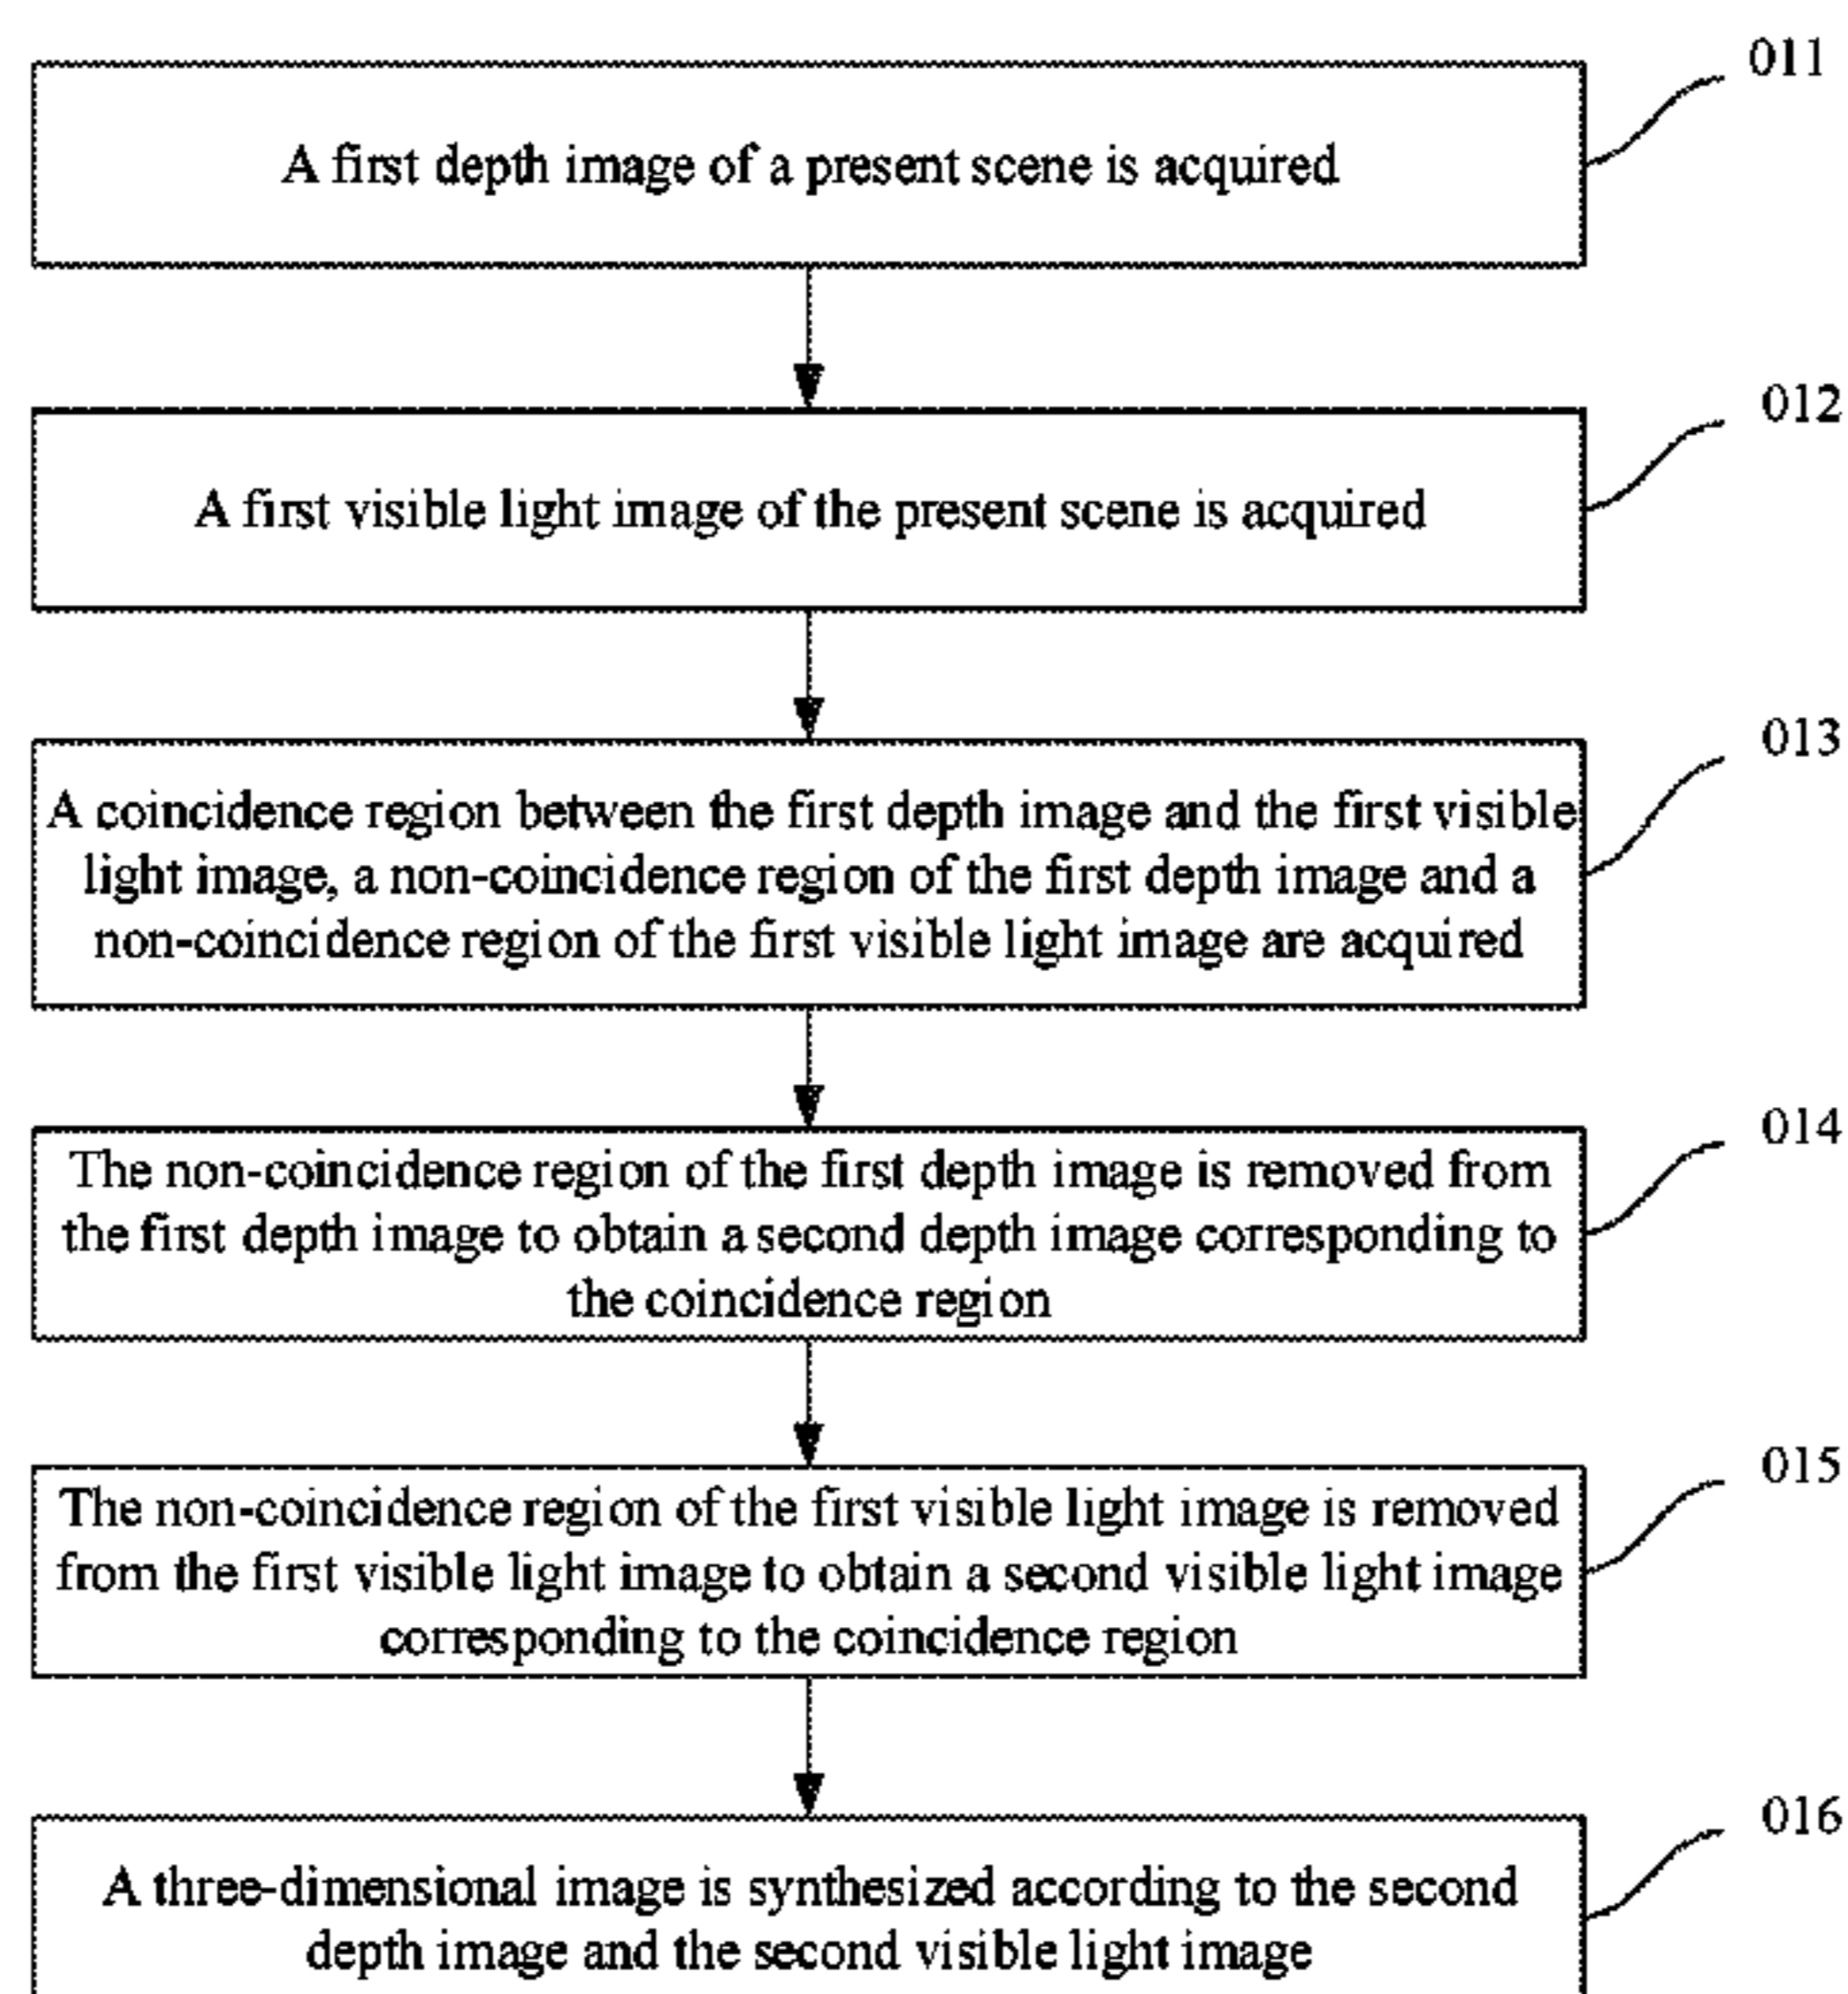 011
A first depth image of a present scene is acquired
012
A first visible light image of the present scene is acquired
013
A coincidence region between the first depth image and the first visible
light image, a non-coincidence region of the first depth image and a
non-coincidence region of the first visible light image are acquired
014
The non-coincidence region of the first depth image is removed from
the first depth image to obtain a second depth image corresponding to
the coincidence region
015
The non-coincidence region of the first visible light image is removed
from the first visible light image to obtain a second visible light image
corresponding to the coincidence region
016
A three-dimensional image is synthesized according to the second
depth image and the second visible light image